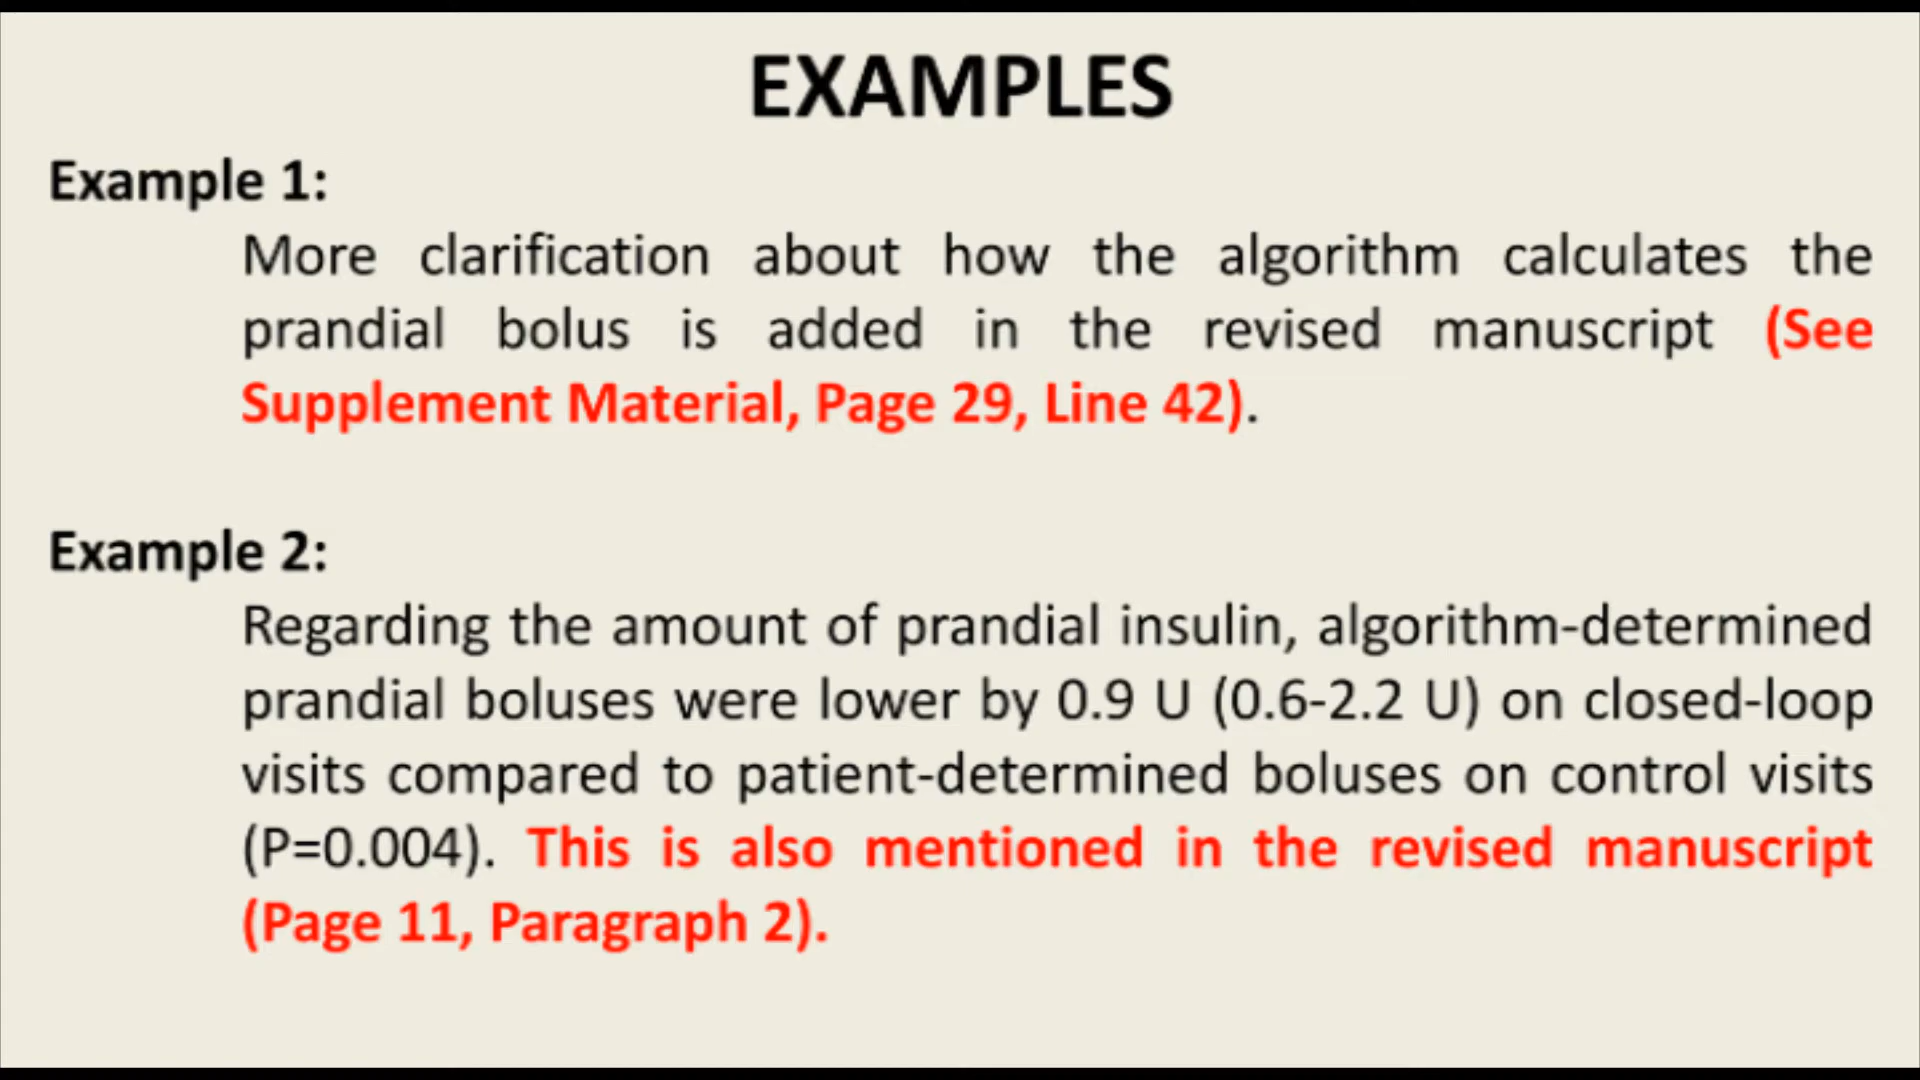 EXAMPLES
Example 1:
More clarification about how the algorithm calculates the
prandial bolus is added in the revised manuscript (See
Supplement Material, Page 29, Line 42).
Example 2:
Regarding the amount of prandial insulin, algorithm-determined
prandial boluses were lower by 0.9 U (0.6-2.2 U) on closed-loop
visits compared to patient-determined boluses on control visits
(P=0.004). This is also mentioned in the revised manuscript
(Page 11, Paragraph 2).